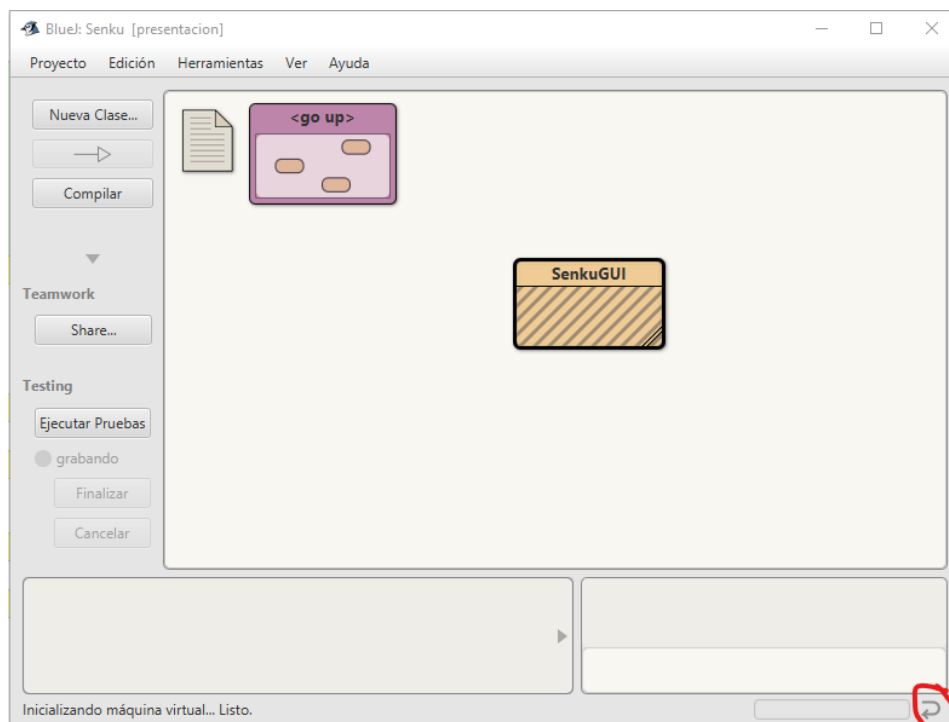 BlueJ: Senku [presentacion]
Proyecto Edición Herramientas Ver Ayuda
Nueva Clase...
<go up>
Compilar
SenkuGUI
Teamwork
Share...
Testing
Ejecutar Pruebas
grabando
Finalizar
Cancelar
Inicializando máquina virtual... Listo.